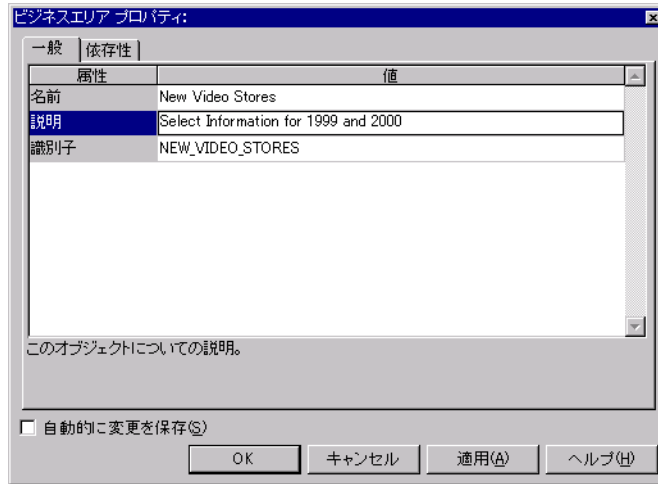 ビジネスエリア プロパティ:
一般 依存性
属性 値
名前 New Video Stores
説明 Select Information for 1999 and 2000
識別子 NEW_VIDEO_STORES
このオブジェクトについての説明。
自動的に変更を保存(S)
OK キャンセル 適用(A) ヘルプ(H)